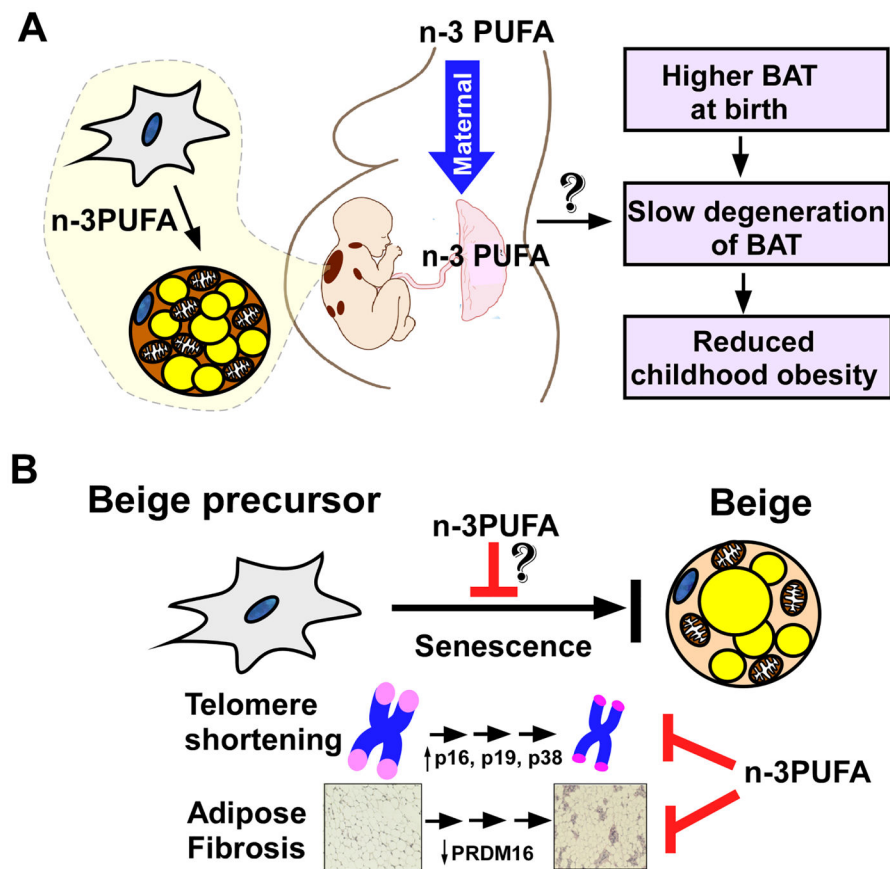 A
n-3 PUFA
Maternal
n-3PUFA
n-3 PUFA
?
Higher BAT
at birth
Slow degeneration
of BAT
Reduced
childhood obesity
B
Beige precursor
n-3PUFA
?
Beige
Senescence
Telomere
shortening
↑p16, p19, p38
n-3PUFA
Adipose
Fibrosis
↓PRDM16